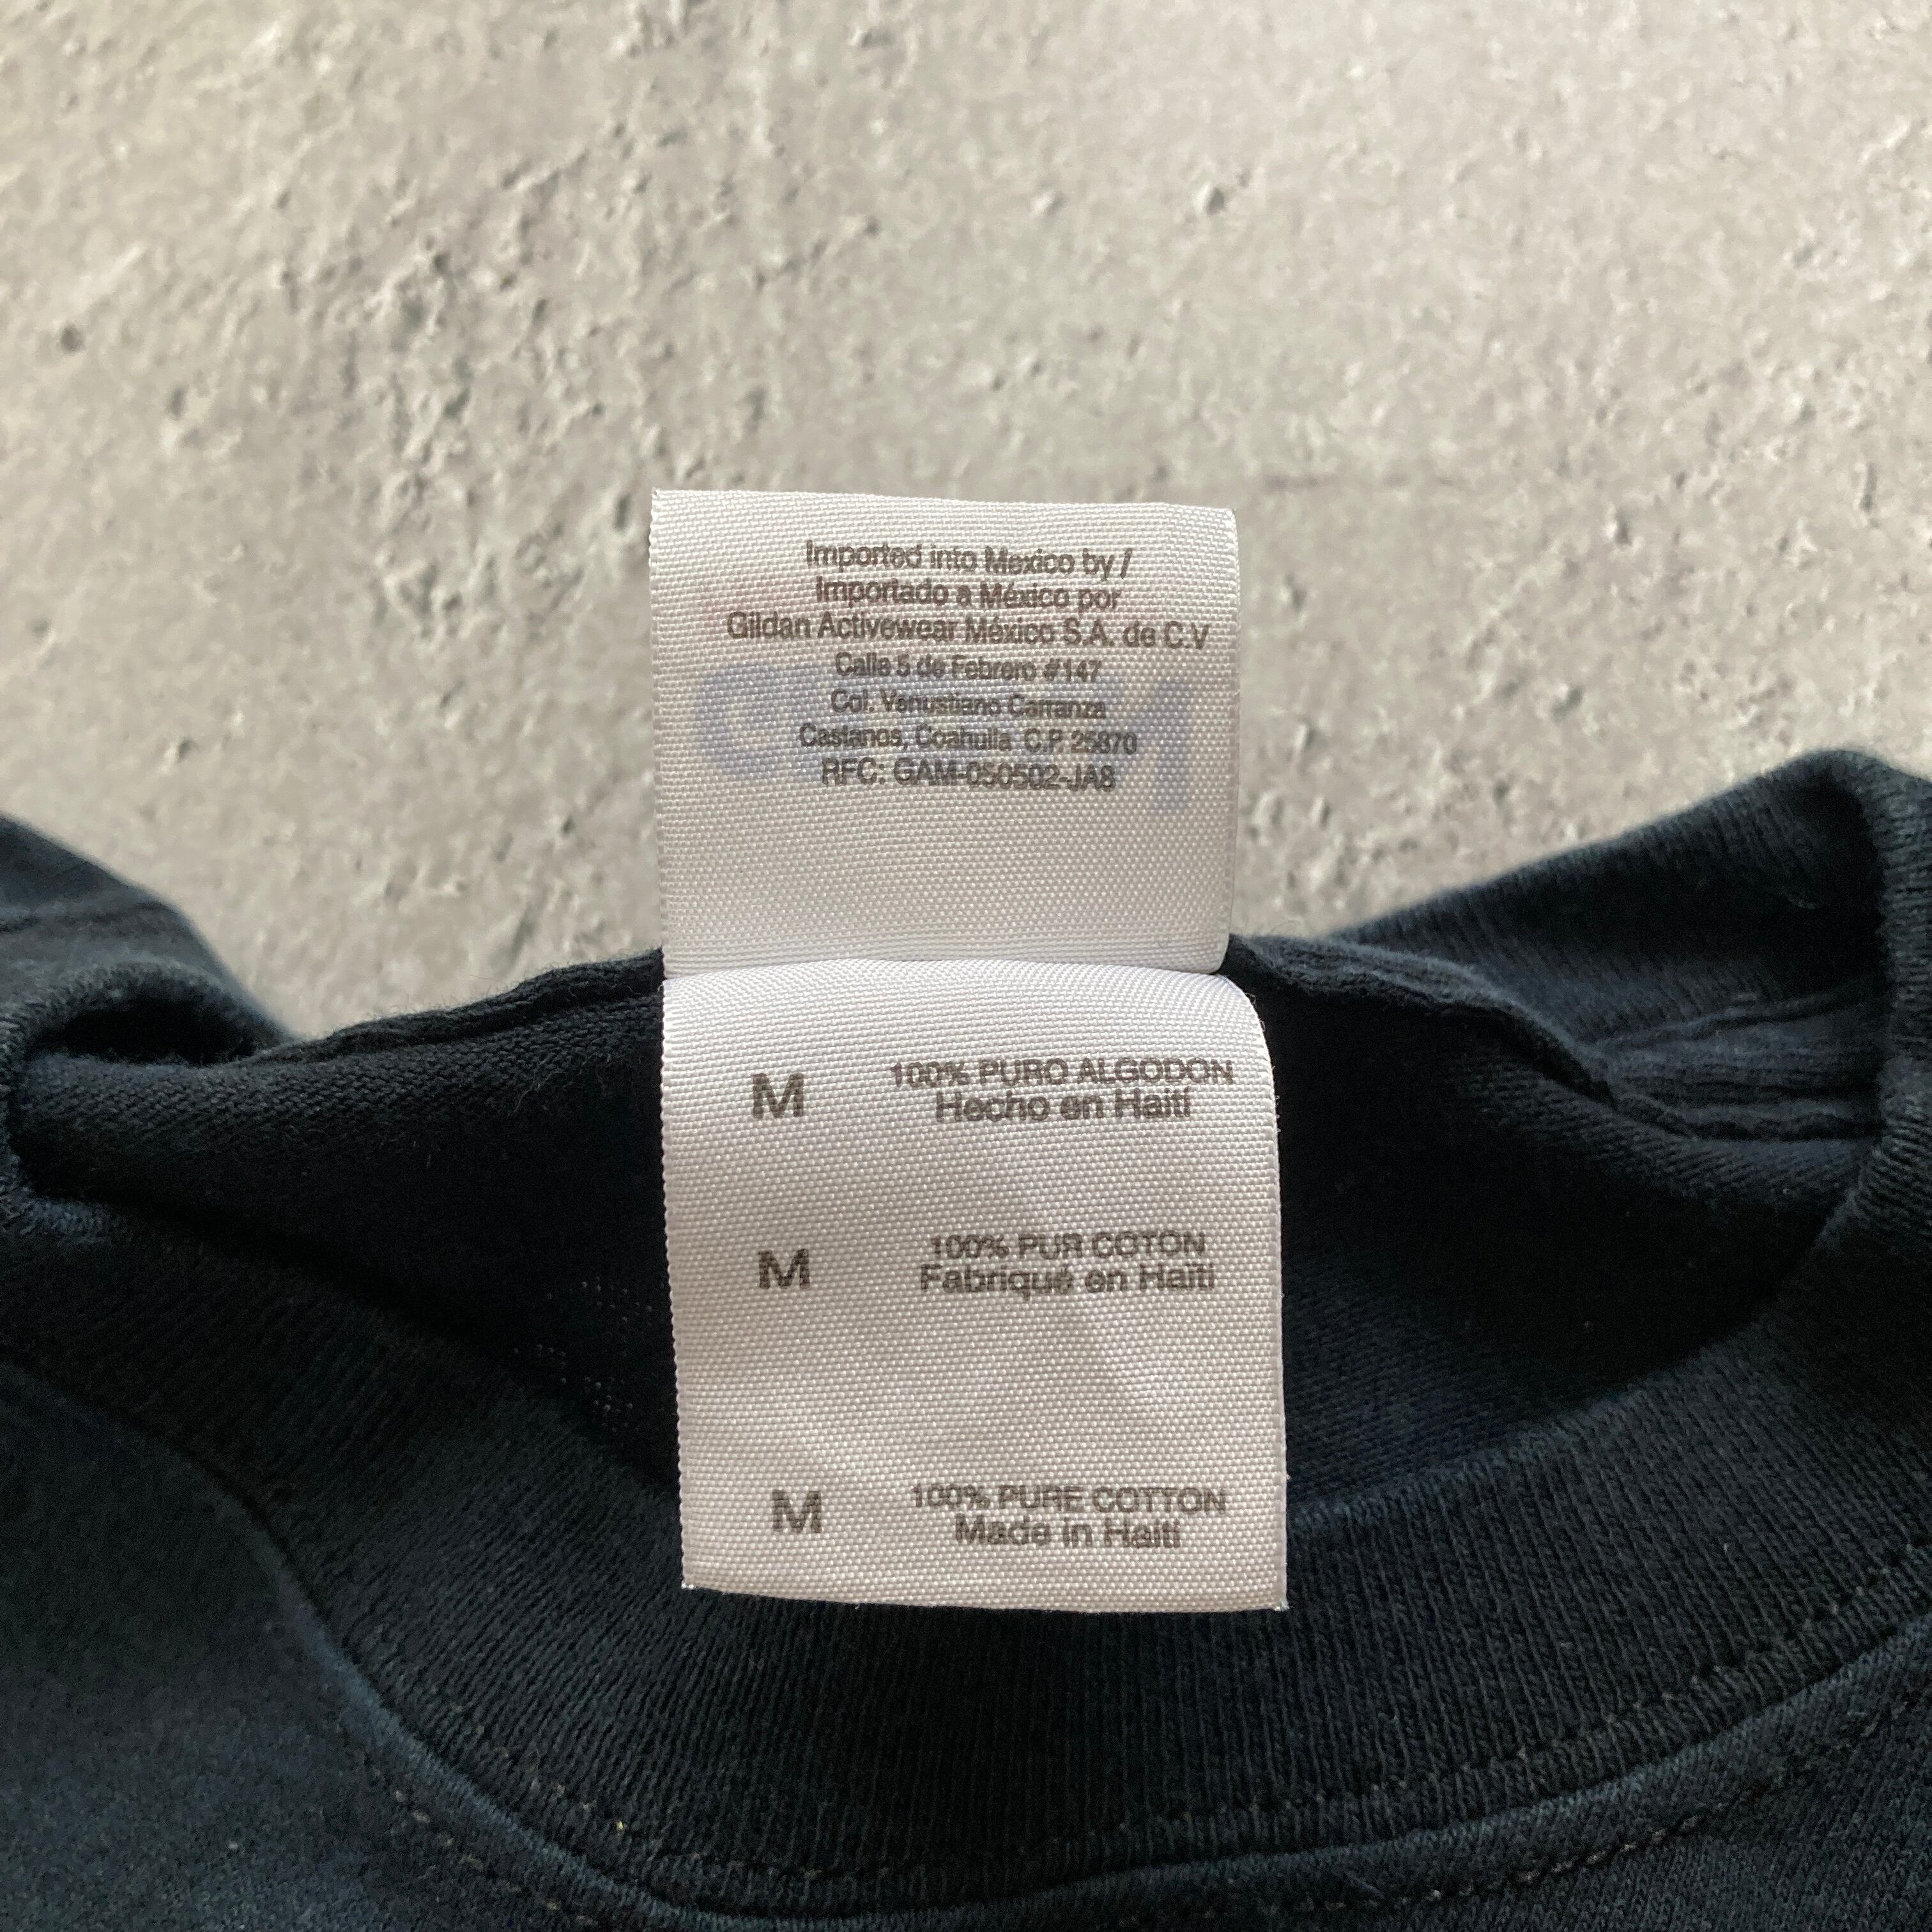 Imported into Mexico by /
Importado a México por
Gildan Activewear México S.A. de C.V
Calle 5 de Febrero #147
Col. Venustiano Carranza
Castanos, Coahuila C.P. 25870
RFC: GAM-050502-JA8
M 100% PURO ALGODON
Hecho en Haití
M 100% PUR COTON
Fabriqué en Haïti
M 100% PURE COTTON
Made in Haiti